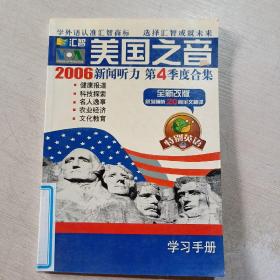 学外语认准汇智商标 选择汇智成就未来
汇智
VOA
美国之音
2006新闻听力 第4季度合集
·健康报道
·科技探索
·名人逸事
·农业经济
·文化教育
全新改版
特别英语
学习手册